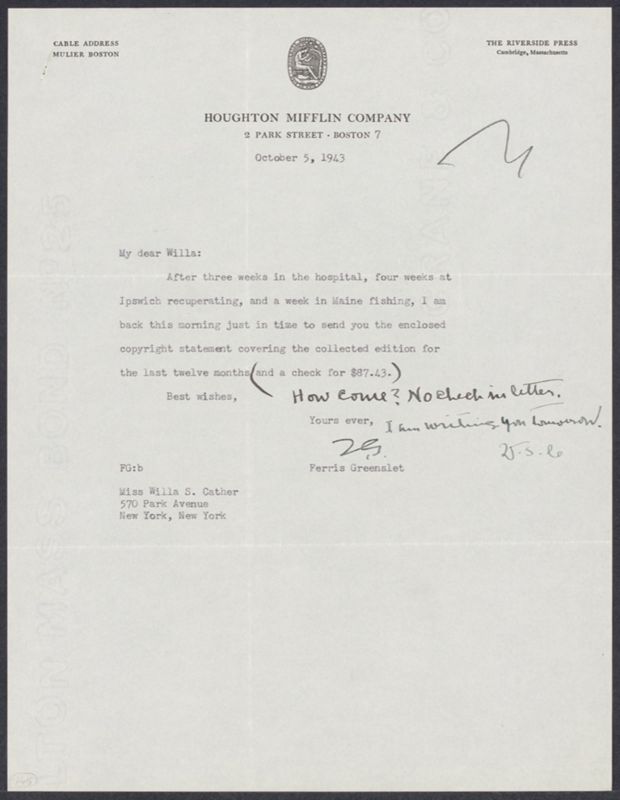 CABLE ADDRESS
MULIER BOSTON
THE RIVERSIDE PRESS
Cambridge, Massachusetts
HOUGHTON MIFFLIN COMPANY
2 PARK STREET · BOSTON 7
October 5, 1943
My dear Willa:
After three weeks in the hospital, four weeks at
Ipswich recuperating, and a week in Maine fishing, I am
back this morning just in time to send you the enclosed
copyright statement covering the collected edition for
the last twelve months (and a check for $87.43.)
Best wishes,
How come? No check in letter.
Yours ever,
I am writing you tomorrow.
FG:b
Ferris Greenslet
Miss Willa S. Cather
570 Park Avenue
New York, New York